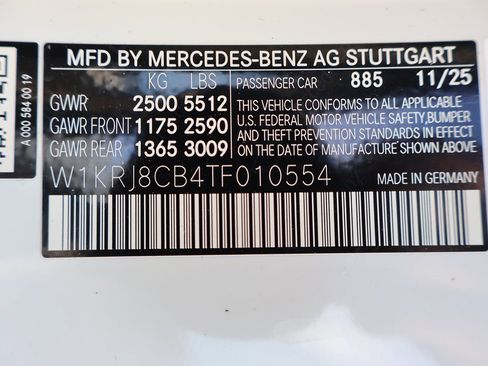 MFD BY MERCEDES-BENZ AG STUTTGART
KG LBS PASSENGER CAR 885 11/25
GVWR 2500 5512
GAWR FRONT 1175 2590
GAWR REAR 1365 3009
THIS VEHICLE CONFORMS TO ALL APPLICABLE
U.S. FEDERAL MOTOR VEHICLE SAFETY, BUMPER
AND THEFT PREVENTION STANDARDS IN
EFFECT ON THE DATE OF MANUFACTURE
SHOWN ABOVE.
W1KRJ8CB4TF010554
MADE IN GERMANY
A 000 584 00 19